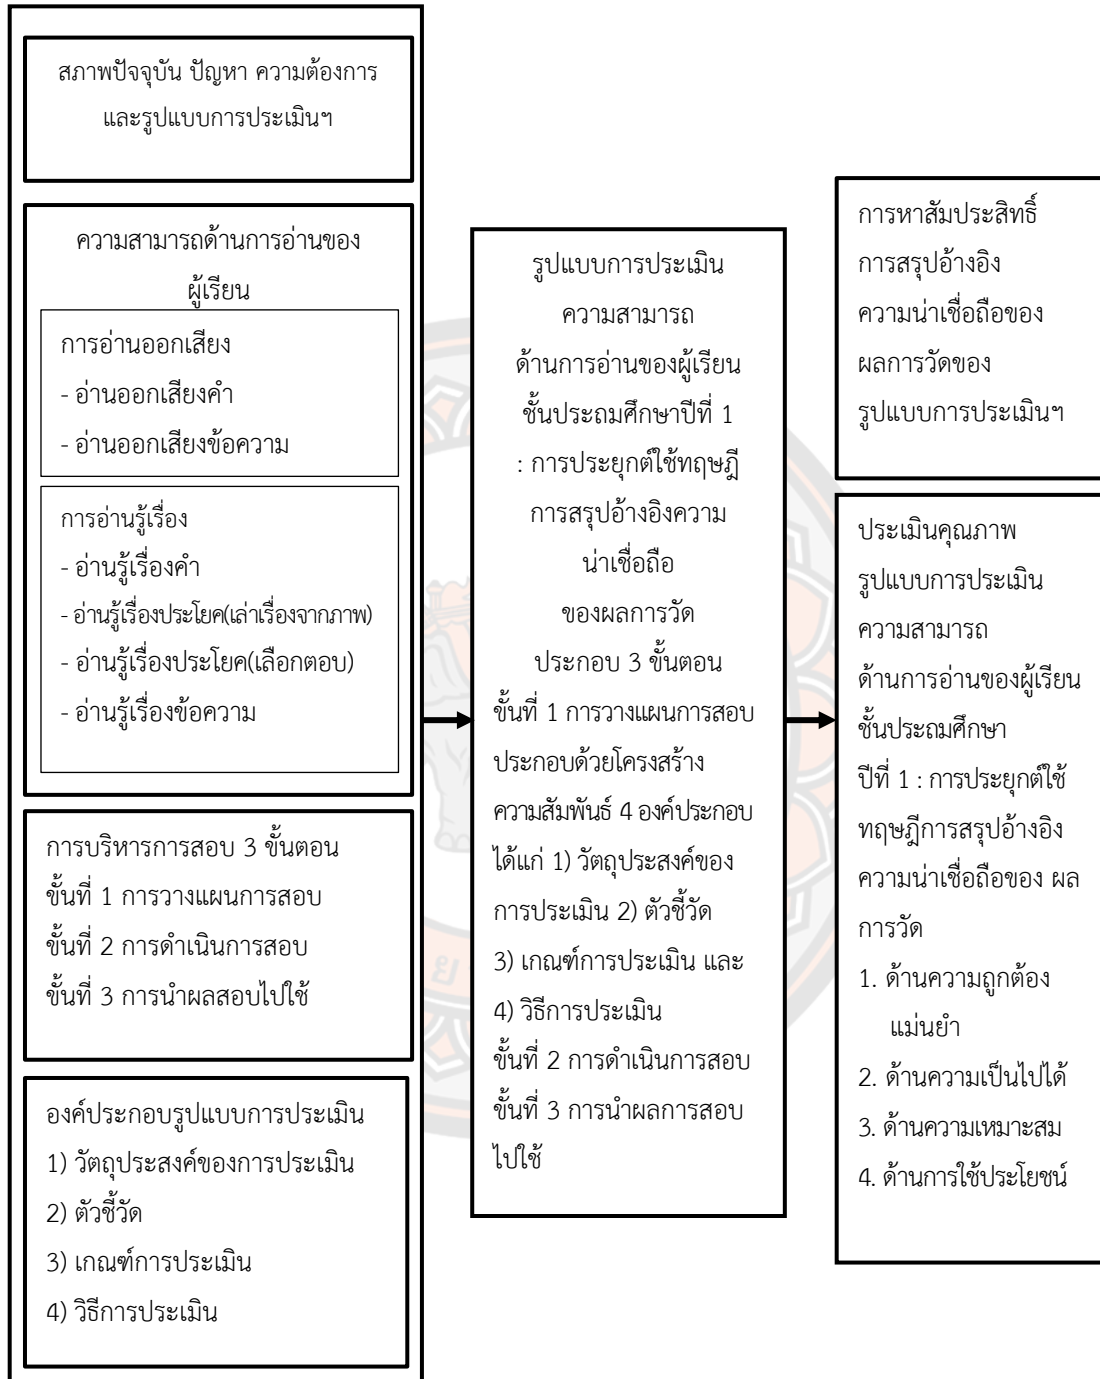 สภาพปัจจุบัน ปัญหา ความต้องการ
และรูปแบบการประเมินฯ
ความสามารถด้านการอ่านของ
ผู้เรียน
การอ่านออกเสียง
- อ่านออกเสียงคำ
- อ่านออกเสียงข้อความ
การอ่านรู้เรื่อง
- อ่านรู้เรื่องคำ
- อ่านรู้เรื่องประโยค(เล่าเรื่องจากภาพ)
- อ่านรู้เรื่องประโยค(เลือกตอบ)
- อ่านรู้เรื่องข้อความ
การบริหารการสอบ 3 ขั้นตอน
ขั้นที่ 1 การวางแผนการสอบ
ขั้นที่ 2 การดำเนินการสอบ
ขั้นที่ 3 การนำผลสอบไปใช้
องค์ประกอบรูปแบบการประเมิน
1) วัตถุประสงค์ของการประเมิน
2) ตัวชี้วัด
3) เกณฑ์การประเมิน
4) วิธีการประเมิน
รูปแบบการประเมิน
ความสามารถ
ด้านการอ่านของผู้เรียน
ชั้นประถมศึกษาปีที่ 1
: การประยุกต์ใช้ทฤษฎี
การสรุปอ้างอิงความ
น่าเชื่อถือ
ของผลการวัด
ประกอบ 3 ขั้นตอน
ขั้นที่ 1 การวางแผนการสอบ
ประกอบด้วยโครงสร้าง
ความสัมพันธ์ 4 องค์ประกอบ
ได้แก่ 1) วัตถุประสงค์ของ
การประเมิน 2) ตัวชี้วัด
3) เกณฑ์การประเมิน และ
4) วิธีการประเมิน
ขั้นที่ 2 การดำเนินการสอบ
ขั้นที่ 3 การนำผลการสอบ
ไปใช้
การหาสัมประสิทธิ์
การสรุปอ้างอิง
ความน่าเชื่อถือของ
ผลการวัดของ
รูปแบบการประเมินฯ
ประเมินคุณภาพ
รูปแบบการประเมิน
ความสามารถ
ด้านการอ่านของผู้เรียน
ชั้นประถมศึกษา
ปีที่ 1 : การประยุกต์ใช้
ทฤษฎีการสรุปอ้างอิง
ความน่าเชื่อถือของ ผล
การวัด
1. ด้านความถูกต้อง
แม่นยำ
2. ด้านความเป็นไปได้
3. ด้านความเหมาะสม
4. ด้านการใช้ประโยชน์